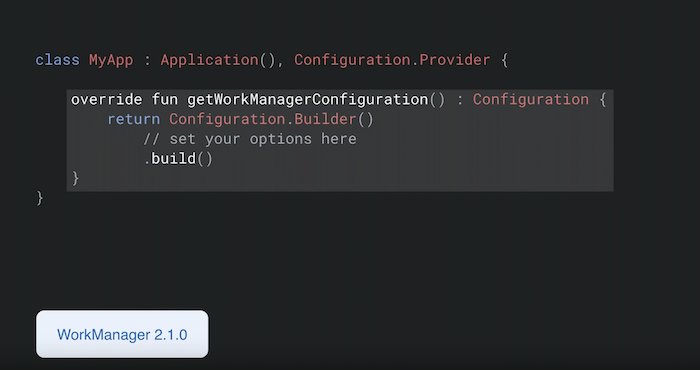 class MyApp : Application(), Configuration.Provider {
override fun getWorkManagerConfiguration() : Configuration {
return Configuration.Builder()
// set your options here
.build()
}
}
WorkManager 2.1.0